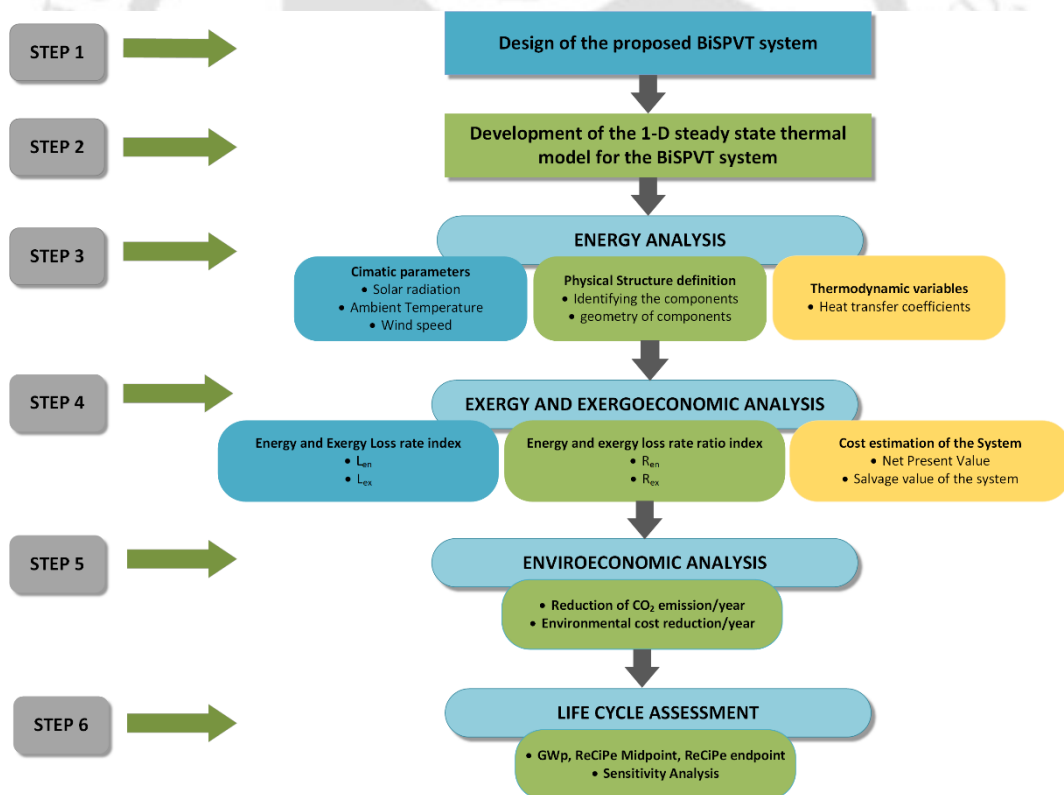 STEP 1
Design of the proposed BiSPVT system
STEP 2
Development of the 1-D steady state thermal
model for the BiSPVT system
STEP 3
ENERGY ANALYSIS
Cimatic parameters
• Solar radiation
• Ambient Temperature
• Wind speed
Physical Structure definition
• Identifying the components
• geometry of components
Thermodynamic variables
• Heat transfer coefficients
STEP 4
EXERGY AND EXERGOECONOMIC ANALYSIS
Energy and Exergy Loss rate index
• Len
• Lex
Energy and exergy loss rate ratio index
• Ren
• Rex
Cost estimation of the System
• Net Present Value
• Salvage value of the system
STEP 5
ENVIROECONOMIC ANALYSIS
• Reduction of CO₂ emission/year
• Environmental cost reduction/year
STEP 6
LIFE CYCLE ASSESSMENT
• GWp, ReCiPe Midpoint, ReCiPe endpoint
• Sensitivity Analysis